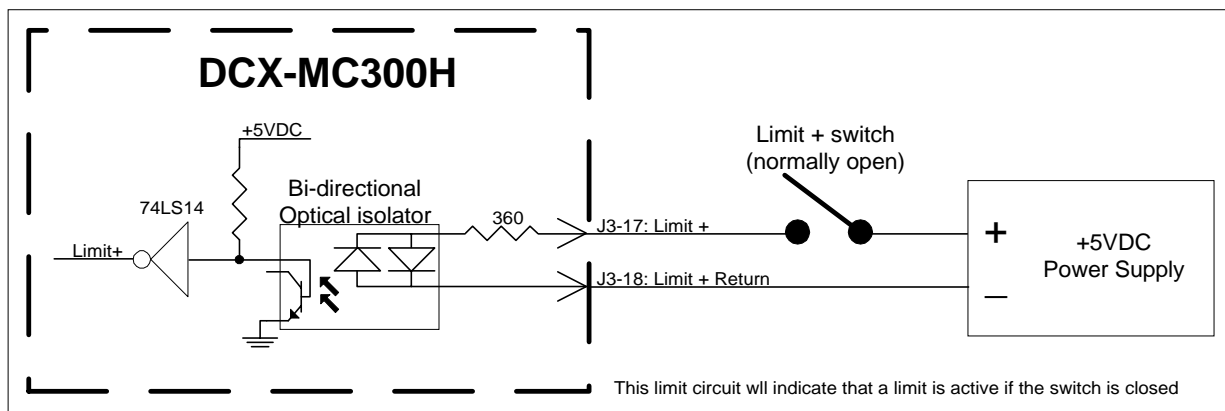 DCX-MC300H
+5VDC
Bi-directional
Optical isolator
74LS14
Limit+
360
J3-17: Limit +
J3-18: Limit + Return
Limit + switch
(normally open)
+
+5VDC
Power Supply
–
This limit circuit wll indicate that a limit is active if the switch is closed